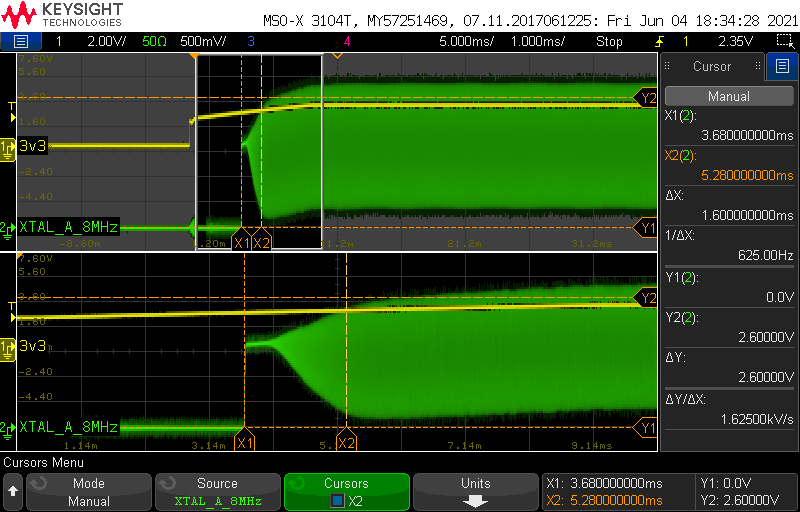 KEYSIGHT
TECHNOLOGIES
MSO-X 3104T, MY57251469, 07.11.2017061225: Fri Jun 04 18:34:28 2021
1 2.00V/ 50Ω 500mV/ 3 4 5.000ms/ 1.000ms/ Stop 1 2.35V
7.60V
5.60
3.60
1.60
3v3
-2.40
-4.40
XTAL_A_8MHz
-8.80m 1.20m 11.2m 21.2m 31.2m
X1 X2
Y2
Y1
7.60V
5.60
3.60
1.60
3v3
-2.40
-4.40
XTAL_A_8MHz
1.14m 3.14m 7.14m 9.14m
X1 X2
Y2
Y1
Cursor
Manual
X1(2):
3.680000000ms
X2(2):
5.280000000ms
ΔX:
1.600000000ms
1/ΔX:
625.00Hz
Y1(2):
0.0V
Y2(2):
2.60000V
ΔY:
2.60000V
ΔY/ΔX:
1.62500kV/s
Cursors Menu
Mode
Manual
Source
XTAL_A_8MHz
Cursors
X2
Units
X1: 3.680000000ms
X2: 5.280000000ms
Y1: 0.0V
Y2: 2.60000V